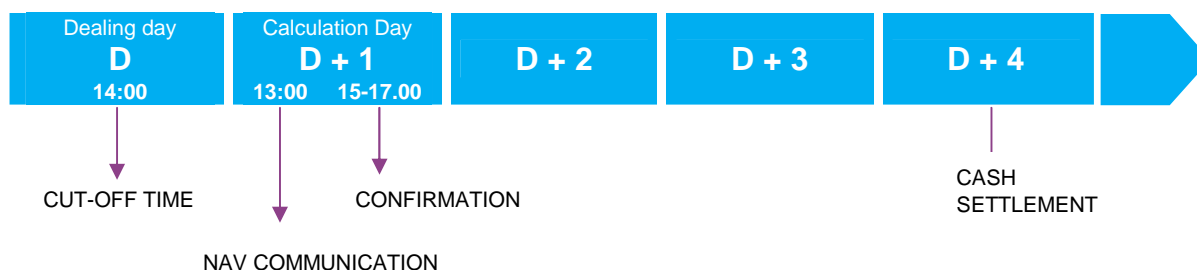 Dealing day
D
14:00
Calculation Day
D + 1
13:00 15-17.00
D + 2
D + 3
D + 4
CUT-OFF TIME
CONFIRMATION
CASH
SETTLEMENT
NAV COMMUNICATION